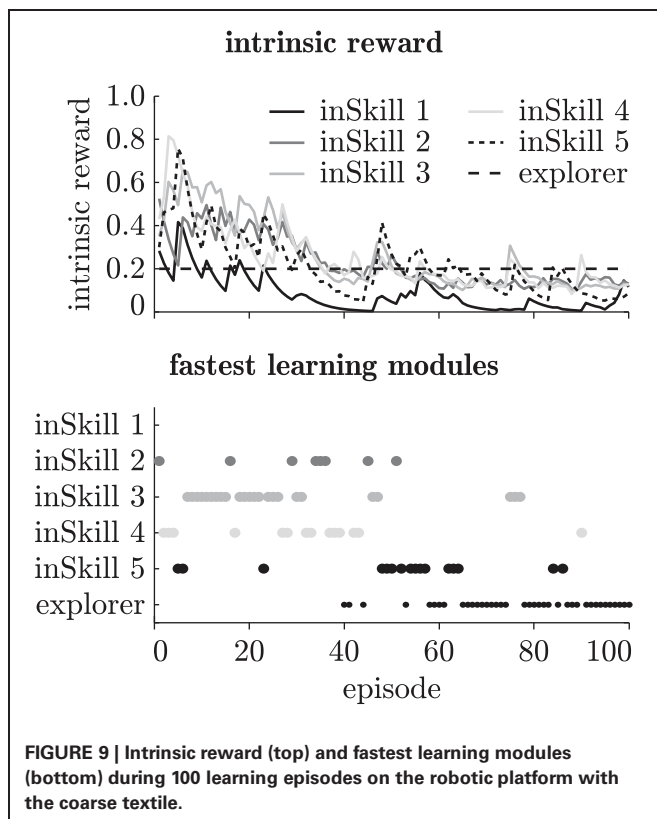 intrinsic reward
intrinsic reward
1.0
0.8
0.6
0.4
0.2
0
inSkill 1
inSkill 2
inSkill 3
inSkill 4
inSkill 5
explorer
fastest learning modules
inSkill 1
inSkill 2
inSkill 3
inSkill 4
inSkill 5
explorer
0 20 40 60 80 100
episode
FIGURE 9 | Intrinsic reward (top) and fastest learning modules
(bottom) during 100 learning episodes on the robotic platform with
the coarse textile.